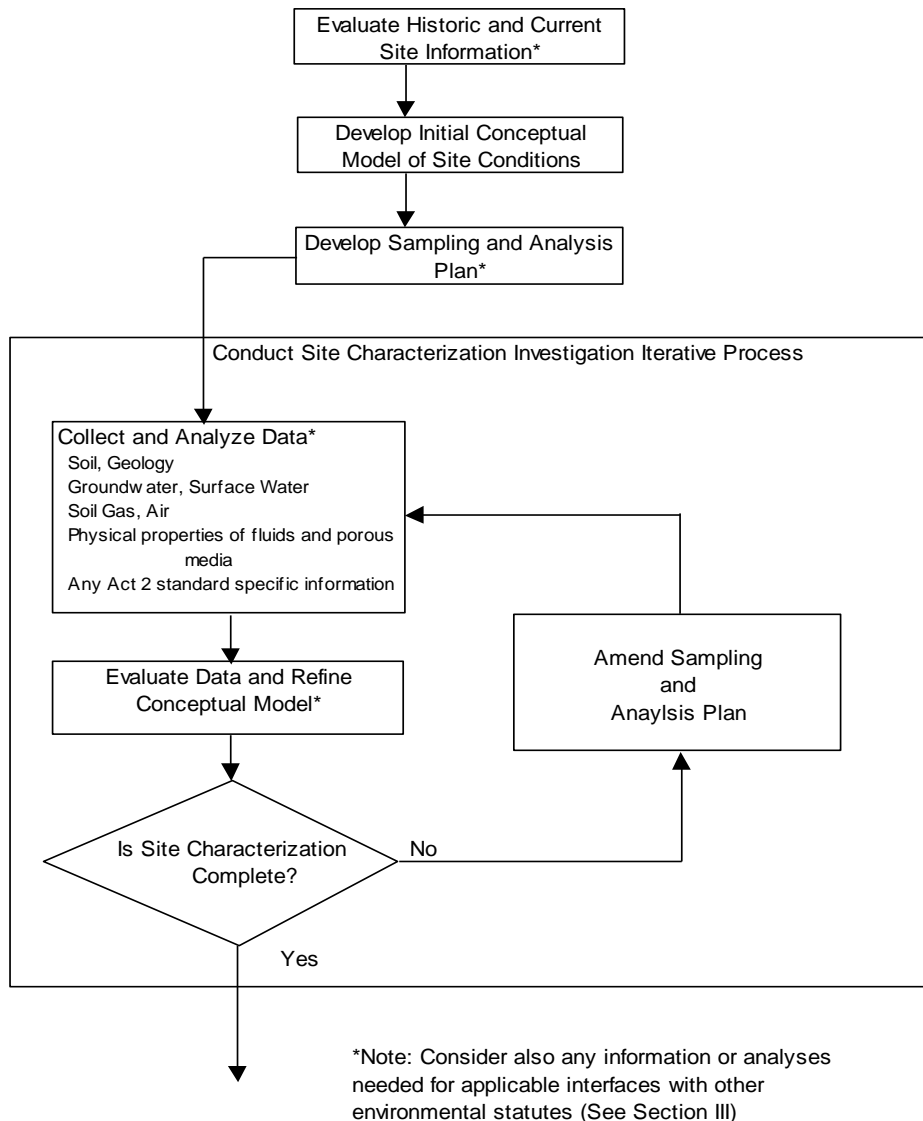 Evaluate Historic and Current
Site Information*
Develop Initial Conceptual
Model of Site Conditions
Develop Sampling and Analysis
Plan*
Conduct Site Characterization Investigation Iterative Process
Collect and Analyze Data*
Soil, Geology
Groundwater, Surface Water
Soil Gas, Air
Physical properties of fluids and porous
media
Any Act 2 standard specific information
Evaluate Data and Refine
Conceptual Model*
Amend Sampling
and
Anaylsis Plan
Is Site Characterization
Complete?
No
Yes
*Note: Consider also any information or analyses
needed for applicable interfaces with other
environmental statutes (See Section III)